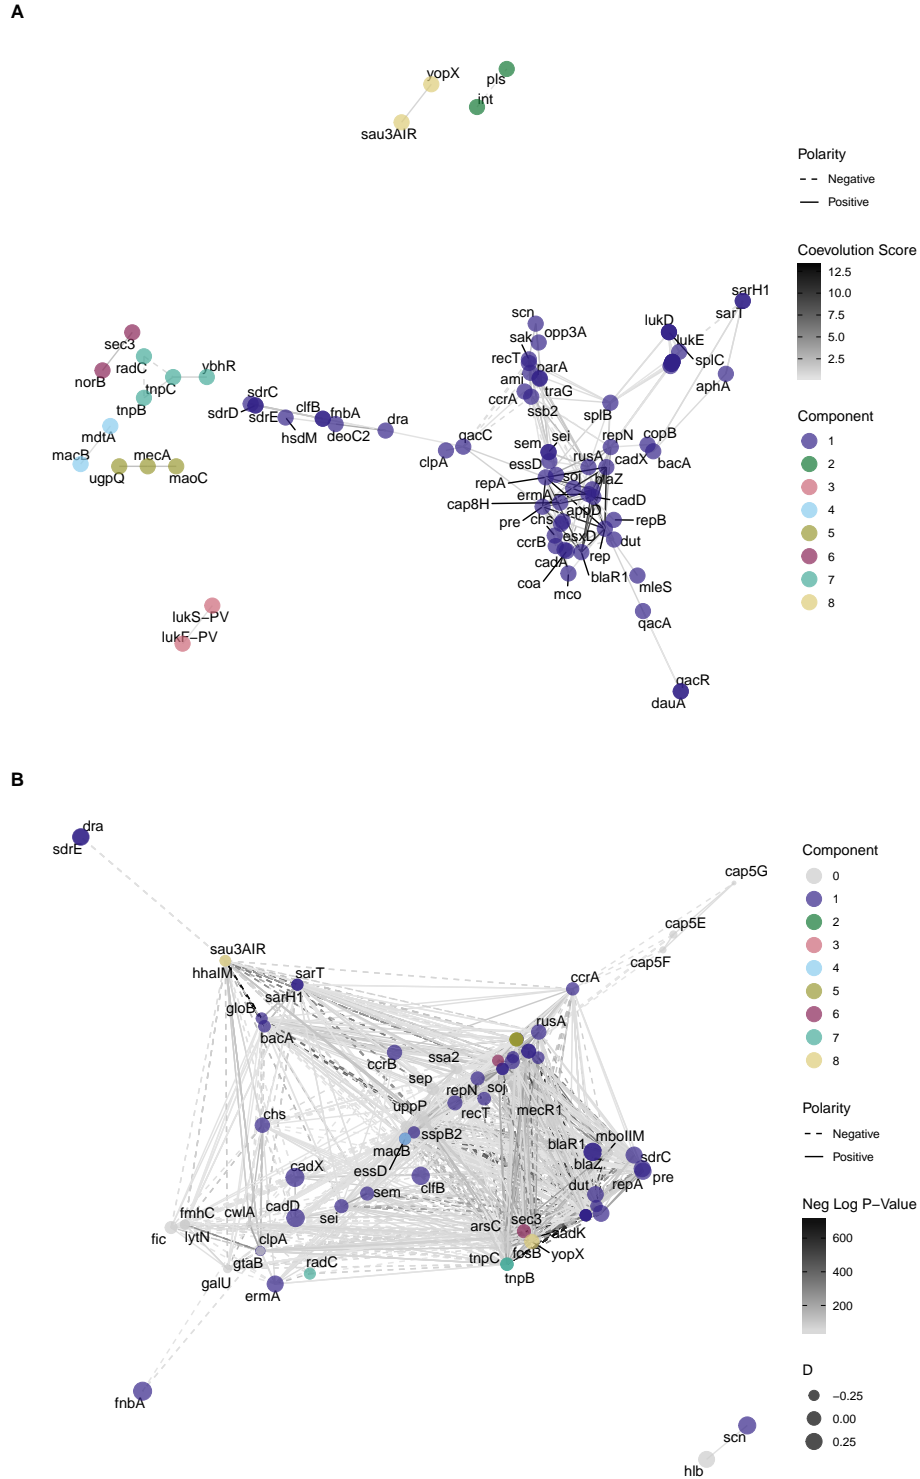 A
yopX
pls
int
sau3AIR
Polarity
Negative
Positive
Coevolution Score
12.5
10.0
7.5
5.0
2.5
Component
1
2
3
4
5
6
7
8
sarH1
sarT
lukD
lukE
splC
aphA
scn
opp3A
sak
recT
parA
ami
traG
ccrA
ssb2
splB
sec3
radC
norB
ybhR
tnpC
tnpB
mdtA
macB
mecA
ugpQ
maoC
sdrC
sdrD
sdrE
clfB
fnbA
hsdM
deoC2
dra
qacC
clpA
sem
sei
repN
copB
essD
rusA
cadX
bacA
repA
soj
blaZ
cap8H
ermA
cadD
appD
pre
chs
repB
ccrB
esxD
dut
cadA
rep
coa
blaR1
mleS
mco
qacA
lukS−PV
lukF−PV
qacR
dauA
B
dra
sdrE
cap5G
cap5E
cap5F
sau3AIR
hhaIM
sarT
sarH1
gloB
bacA
ccrA
rusA
ccrB
ssa2
sep
repN
soj
uppP
recT
mecR1
chs
sspB2
macB
essD
blaR1
mboIIM
blaZ
sdrC
pre
cadX
clfB
sem
dut
repA
cadD
sei
fmhC
cwlA
fic
lytN
clpA
gtaB
galU
radC
ermA
arsC
sec3
aadK
tnpC
fosB
yopX
tnpB
fnbA
scn
hlb
Component
0
1
2
3
4
5
6
7
8
Polarity
Negative
Positive
Neg Log P−Value
600
400
200
D
−0.25
0.00
0.25